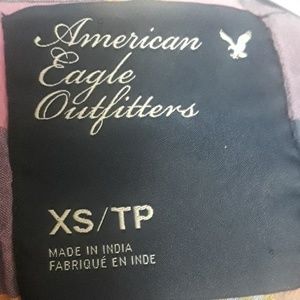 American
Eagle
Outfitters
XS/TP
MADE IN INDIA
FABRIQUÉ EN INDE